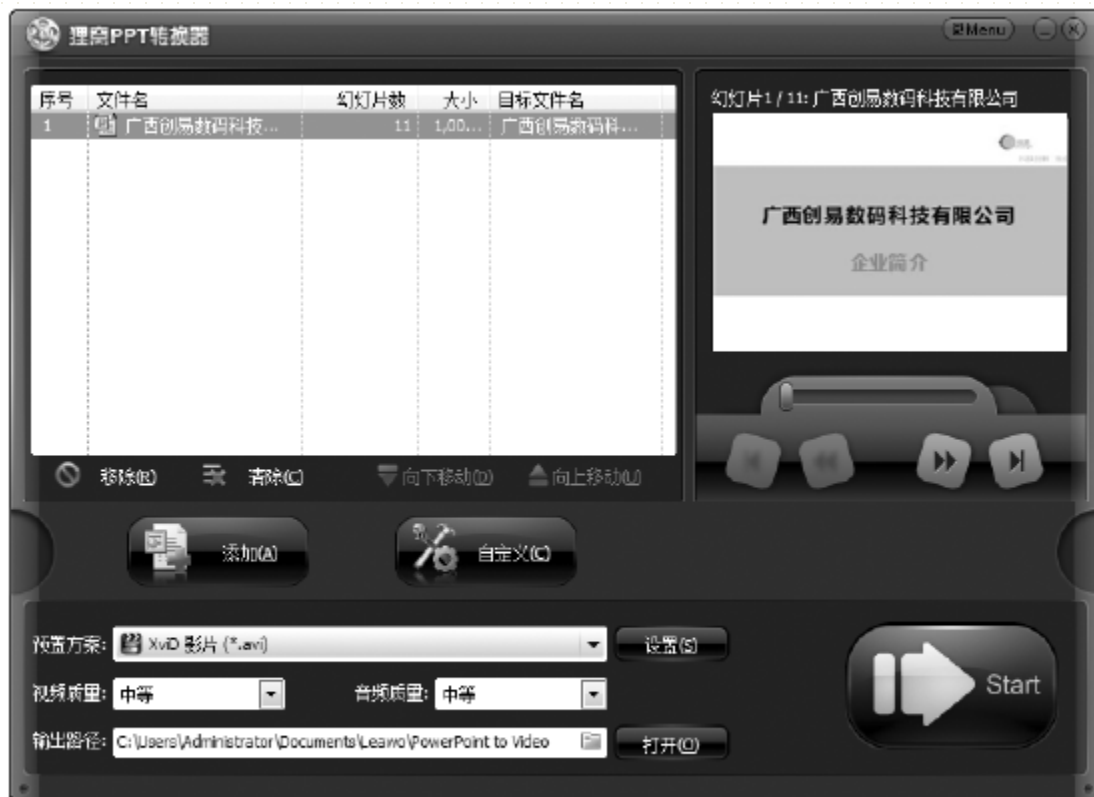 狸窝PPT转换器
Menu
序号 文件名 幻灯片数 大小 目标文件名
1 广西创易数码科技... 11 1,00... 广西创易数码科...
幻灯片1 / 11: 广西创易数码科技有限公司
广西创易数码科技有限公司
企业简介
移除(R) 清除(C) 向下移动(D) 向上移动(U)
添加(A) 自定义(C)
预置方案: XviD 影片 (*.avi) 设置(S)
视频质量: 中等 音频质量: 中等
Start
输出路径: C:\Users\Administrator\Documents\Leawo\PowerPoint to Video 打开(O)